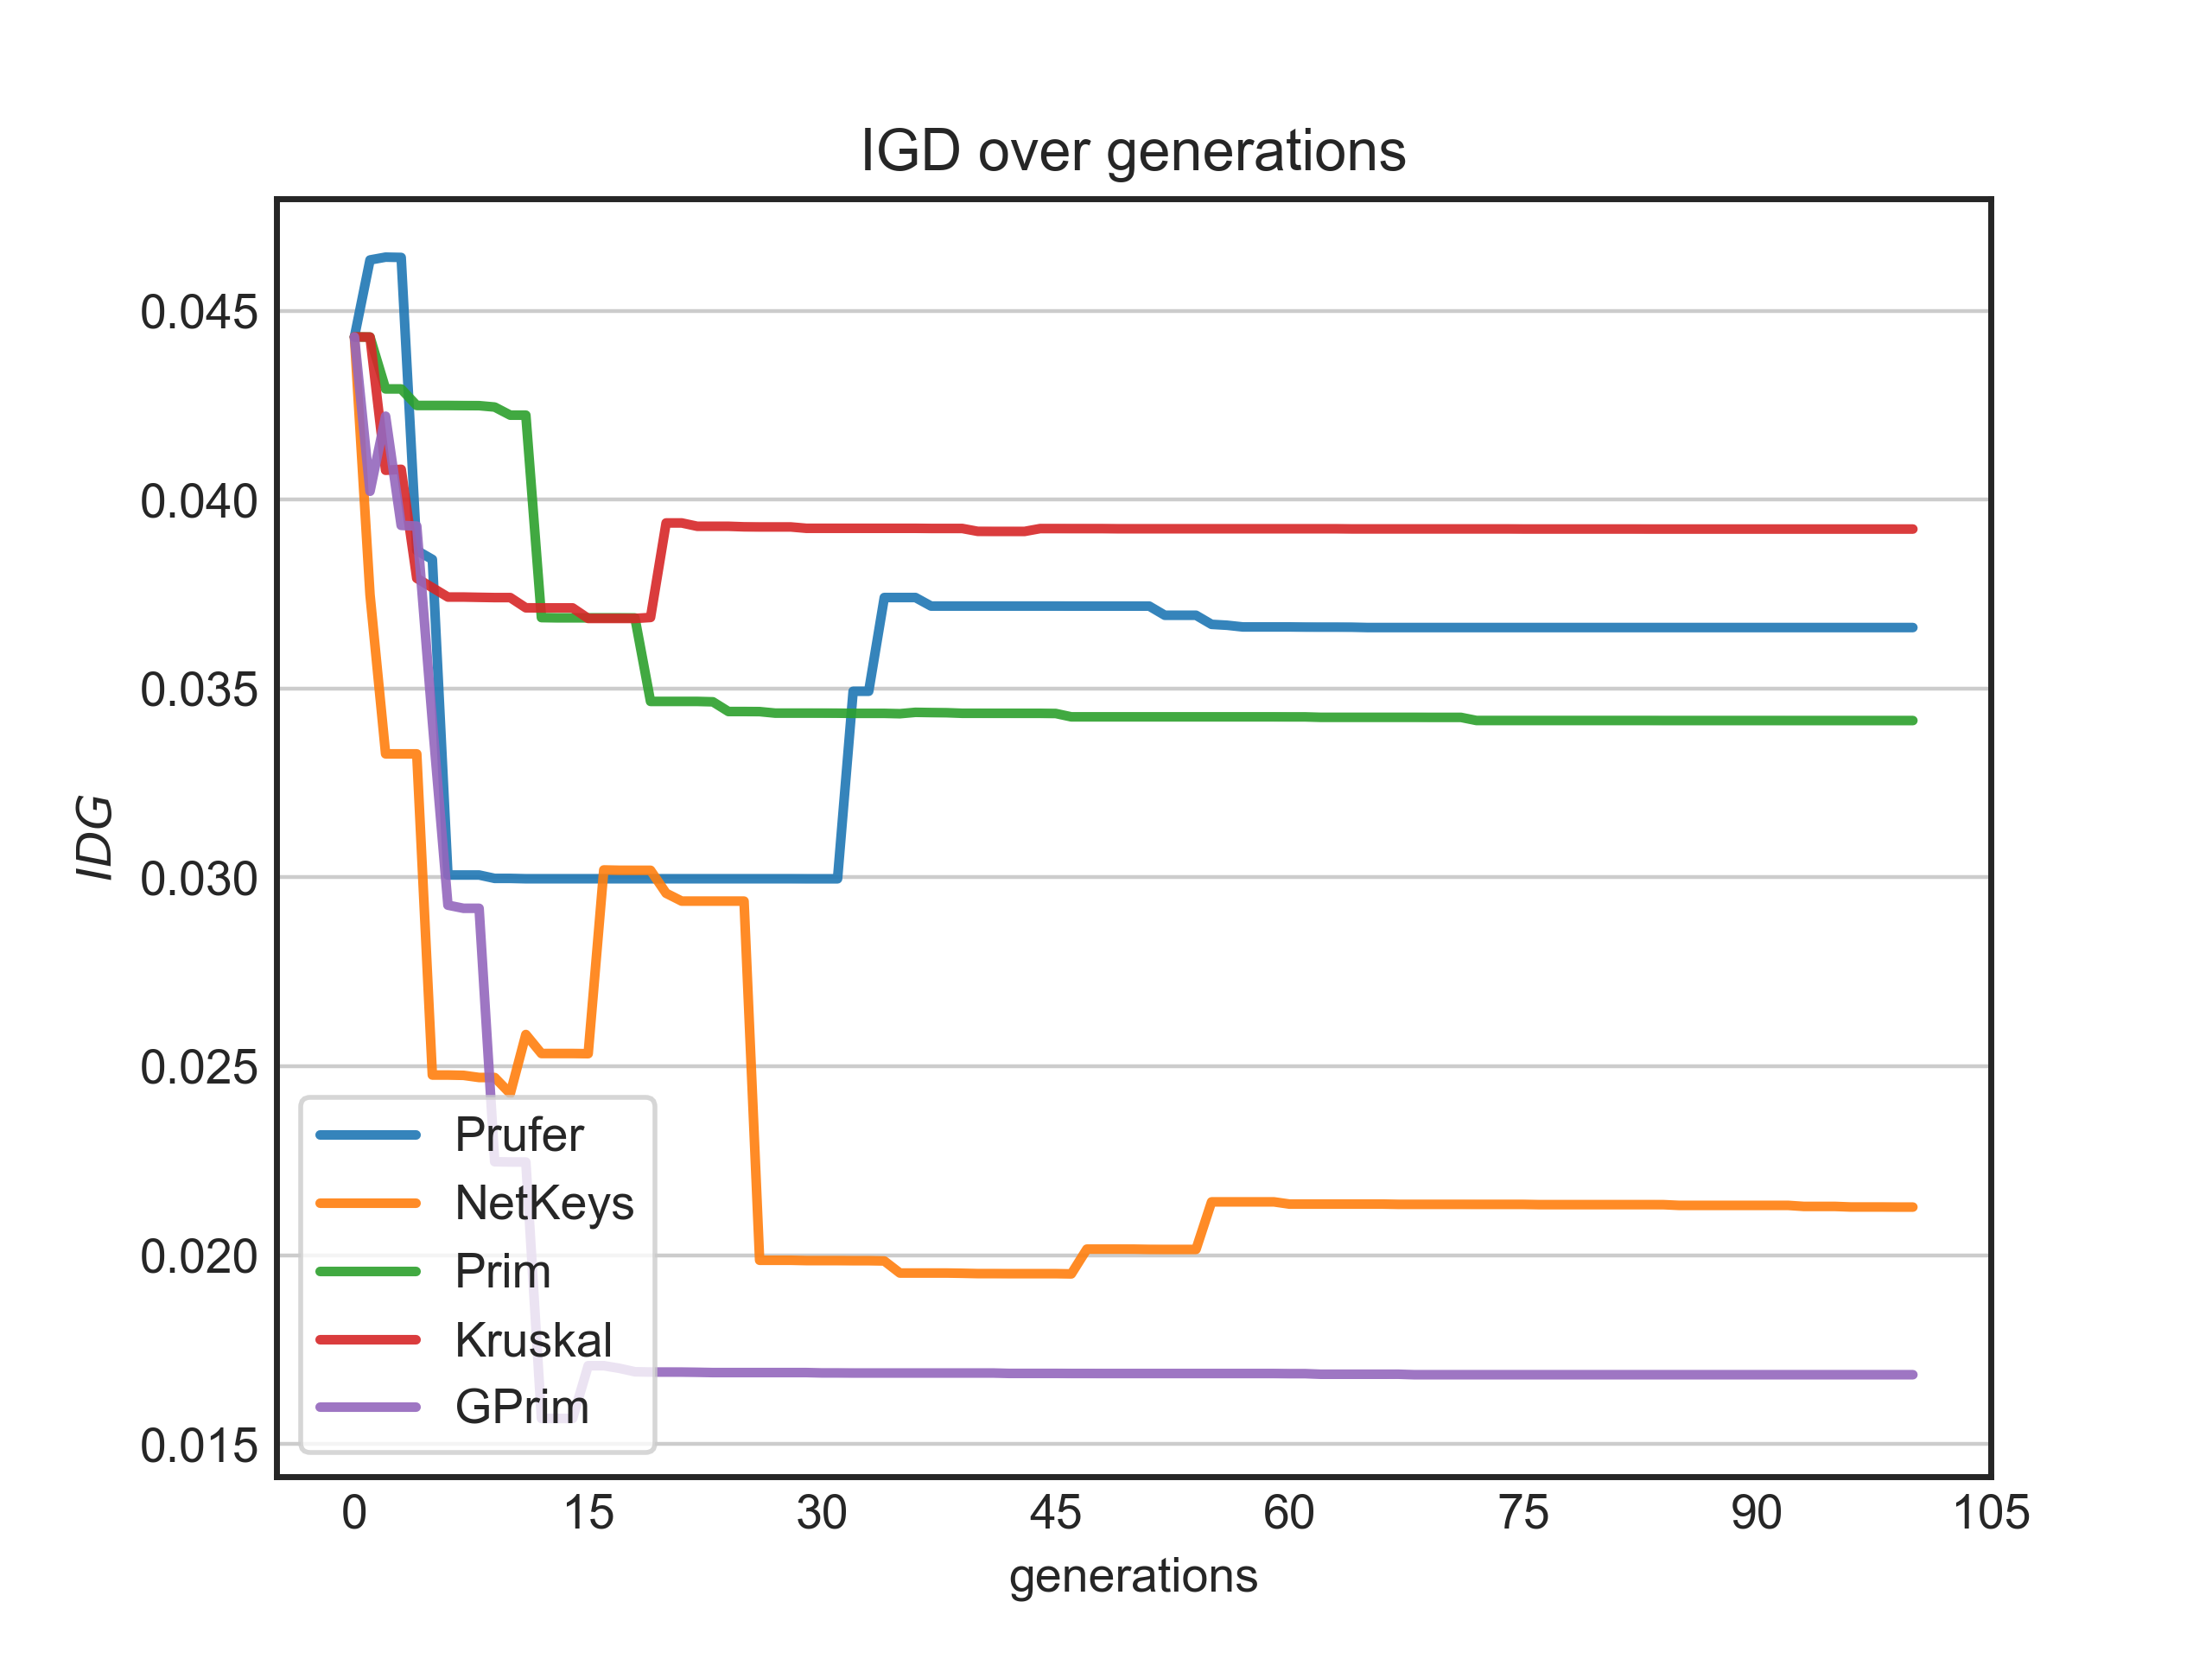 IGD over generations
IDG
0.045
0.040
0.035
0.030
0.025
0.020
0.015
Prufer
NetKeys
Prim
Kruskal
GPrim
0 15 30 45 60 75 90 105
generations